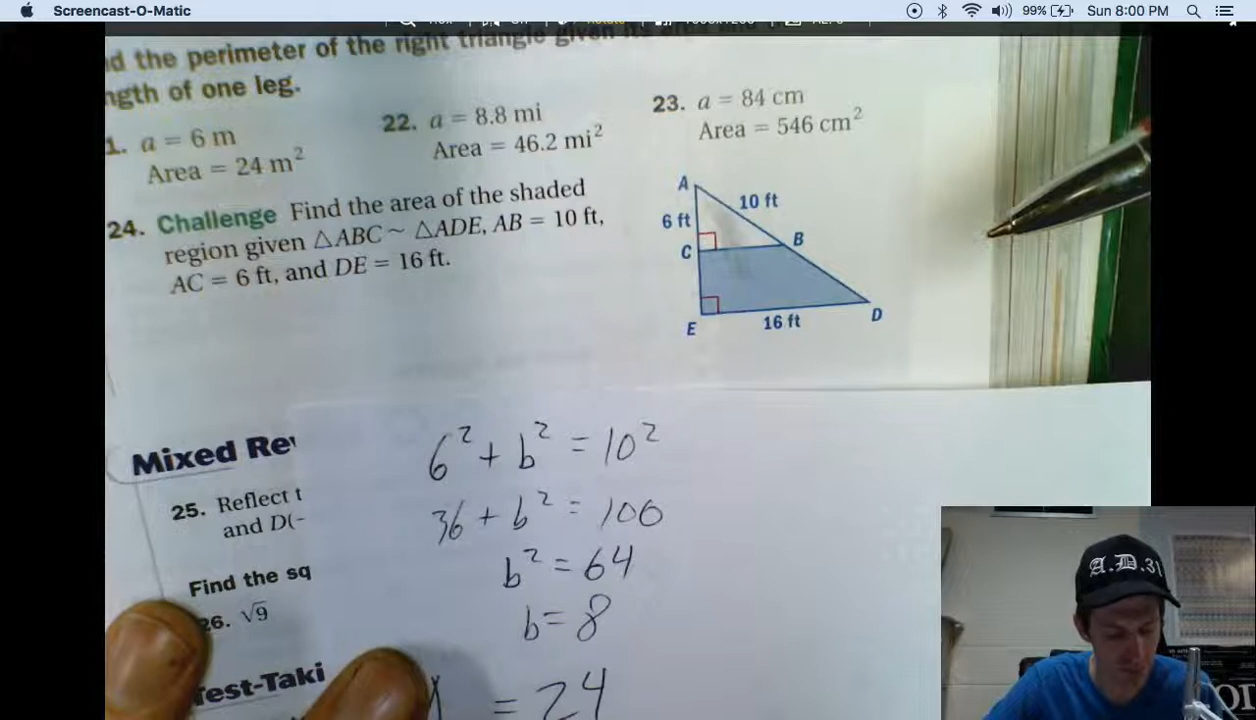 Screencast-O-Matic
99%
Sun 8:00 PM
d the perimeter of the right triangle given
ngth of one leg.
1. a = 6 m
Area = 24 m²
22. a = 8.8 mi
Area = 46.2 mi²
23. a = 84 cm
Area = 546 cm²
24. Challenge Find the area of the shaded
region given △ABC ~ △ADE, AB = 10 ft,
AC = 6 ft, and DE = 16 ft.
A
10 ft
6 ft
B
C
E
16 ft
D
6² + b² = 10²
36 + b² = 100
b² = 64
b = 8
= 24
Mixed Re
25. Reflect t
and D(-
Find the sq
26. √9
Test-Taki
A.D.31